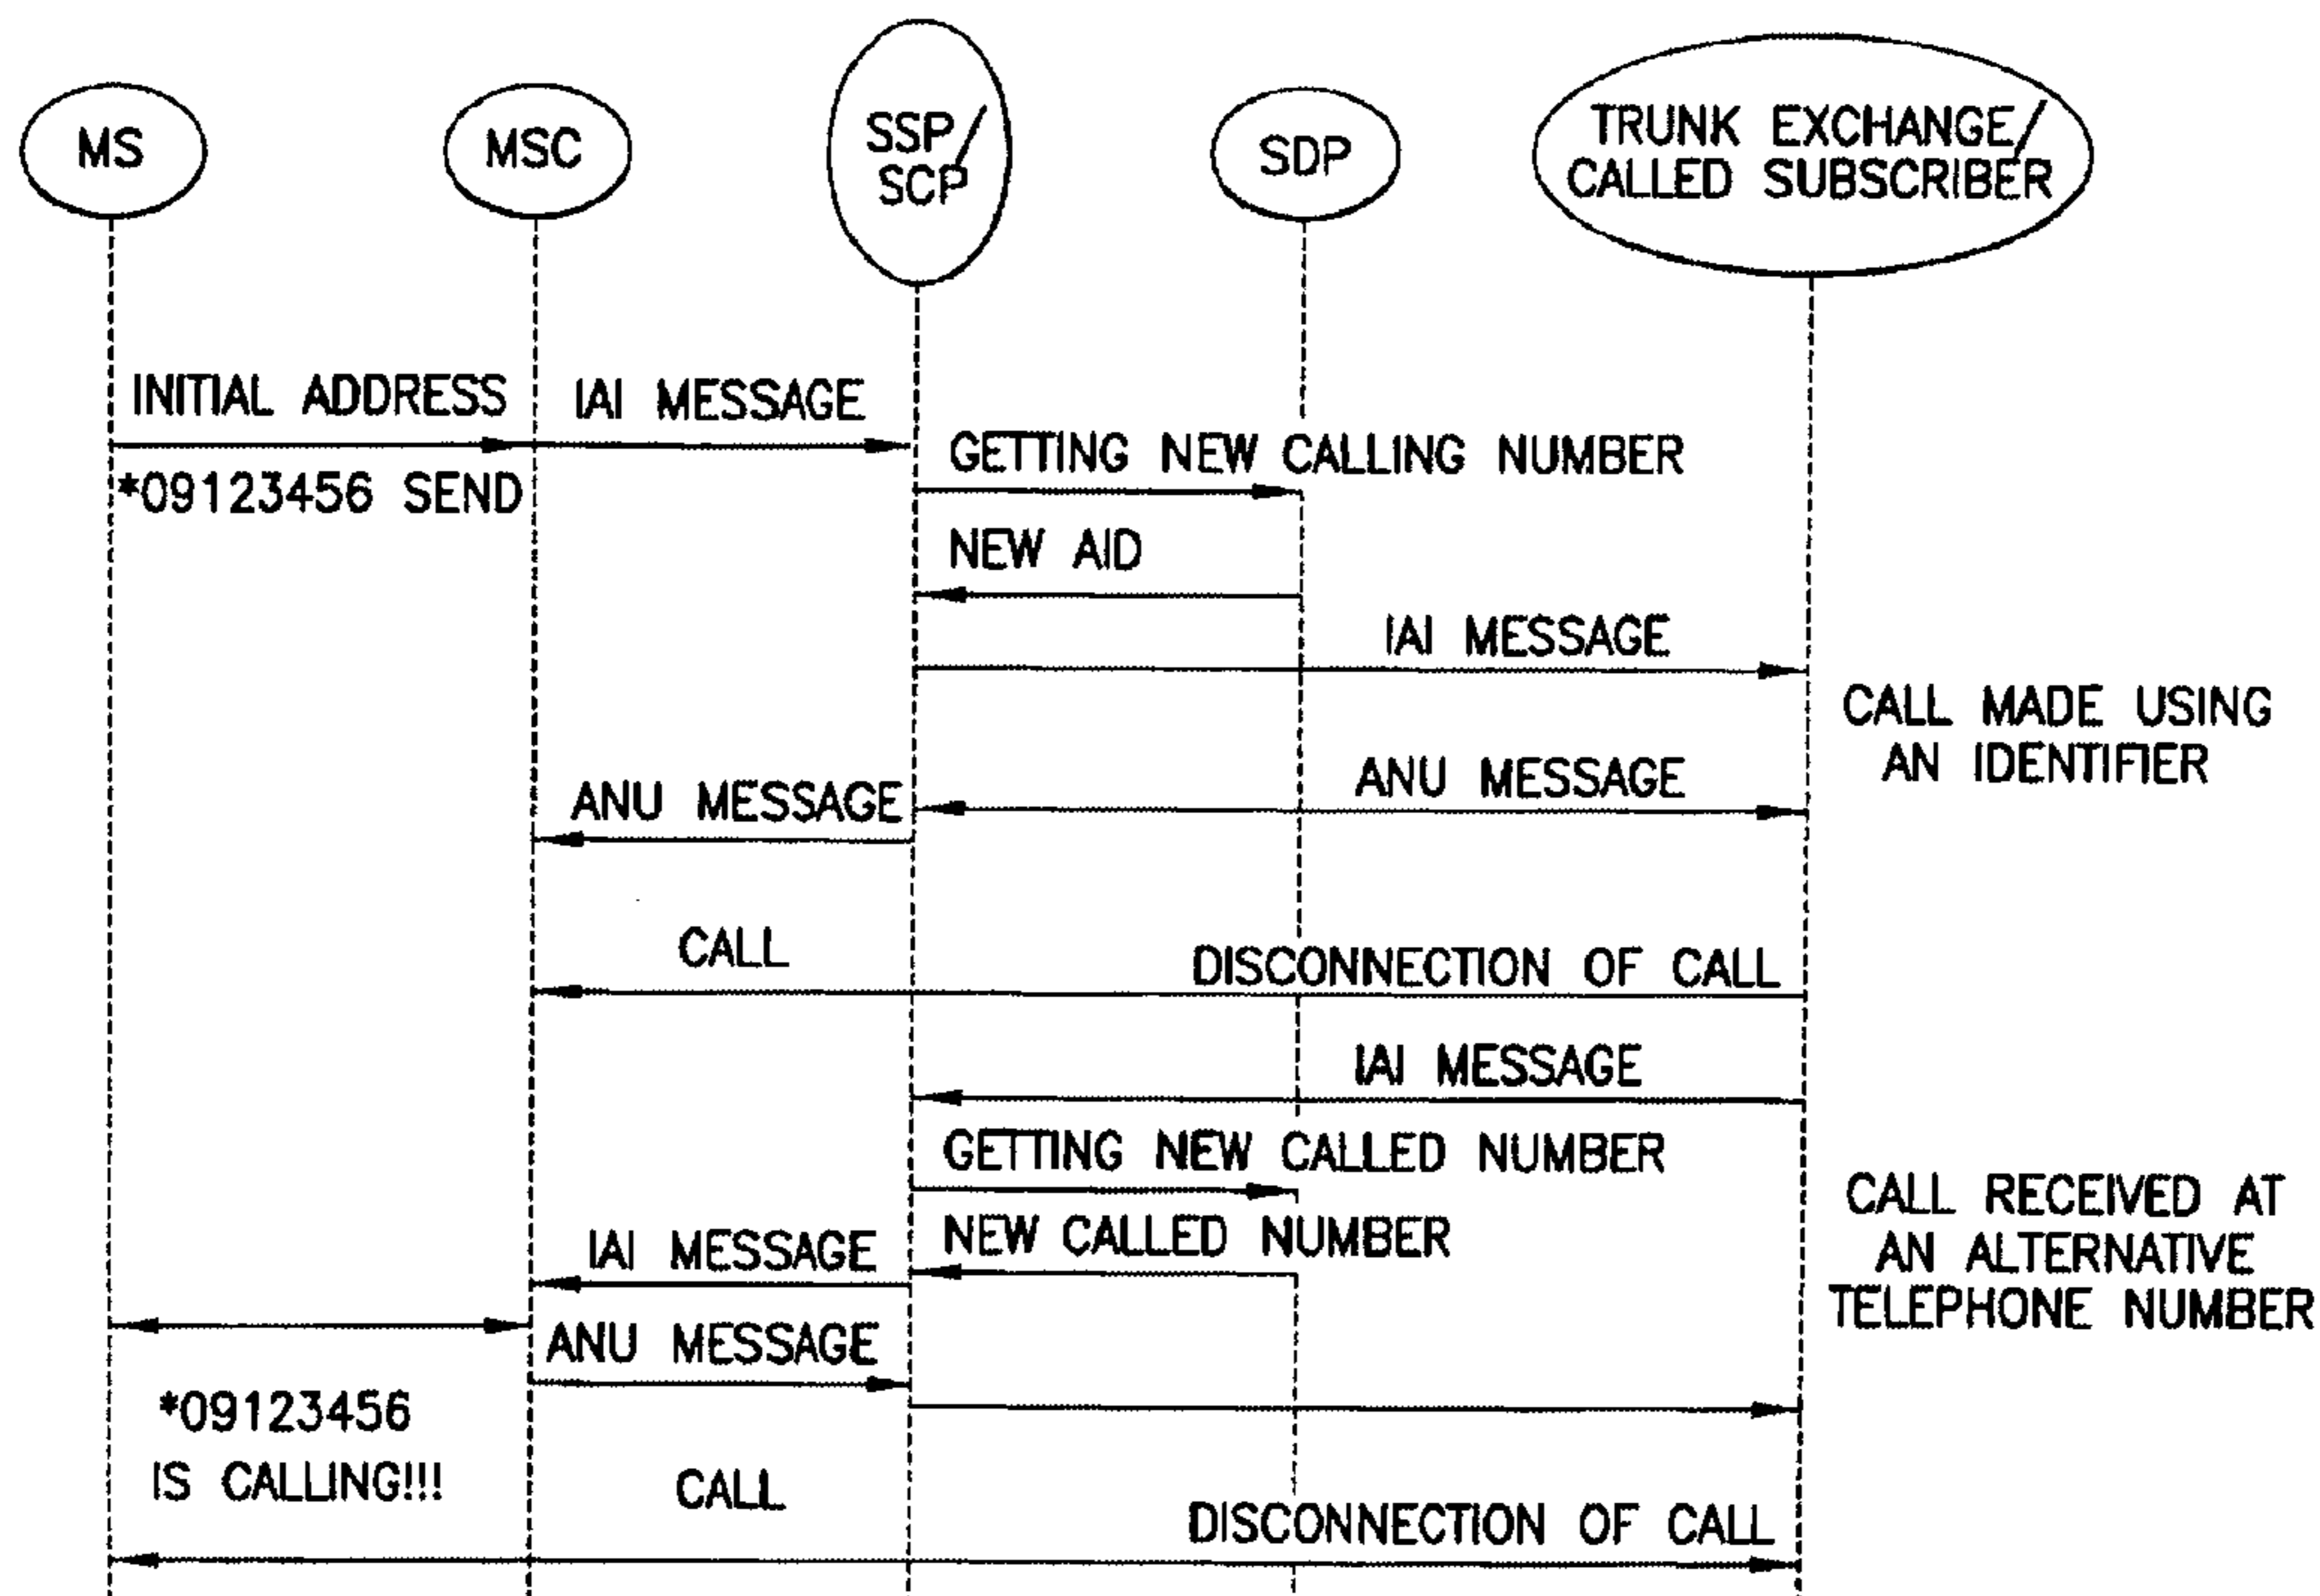 MS
MSC
SSP/
SCP
SDP
TRUNK EXCHANGE/
CALLED SUBSCRIBER
INITIAL ADDRESS
IAI MESSAGE
*09123456 SEND
GETTING NEW CALLING NUMBER
NEW AID
IAI MESSAGE
CALL MADE USING
AN IDENTIFIER
ANU MESSAGE
ANU MESSAGE
CALL
DISCONNECTION OF CALL
IAI MESSAGE
GETTING NEW CALLED NUMBER
CALL RECEIVED AT
AN ALTERNATIVE
TELEPHONE NUMBER
NEW CALLED NUMBER
IAI MESSAGE
ANU MESSAGE
*09123456
IS CALLING!!!
CALL
DISCONNECTION OF CALL